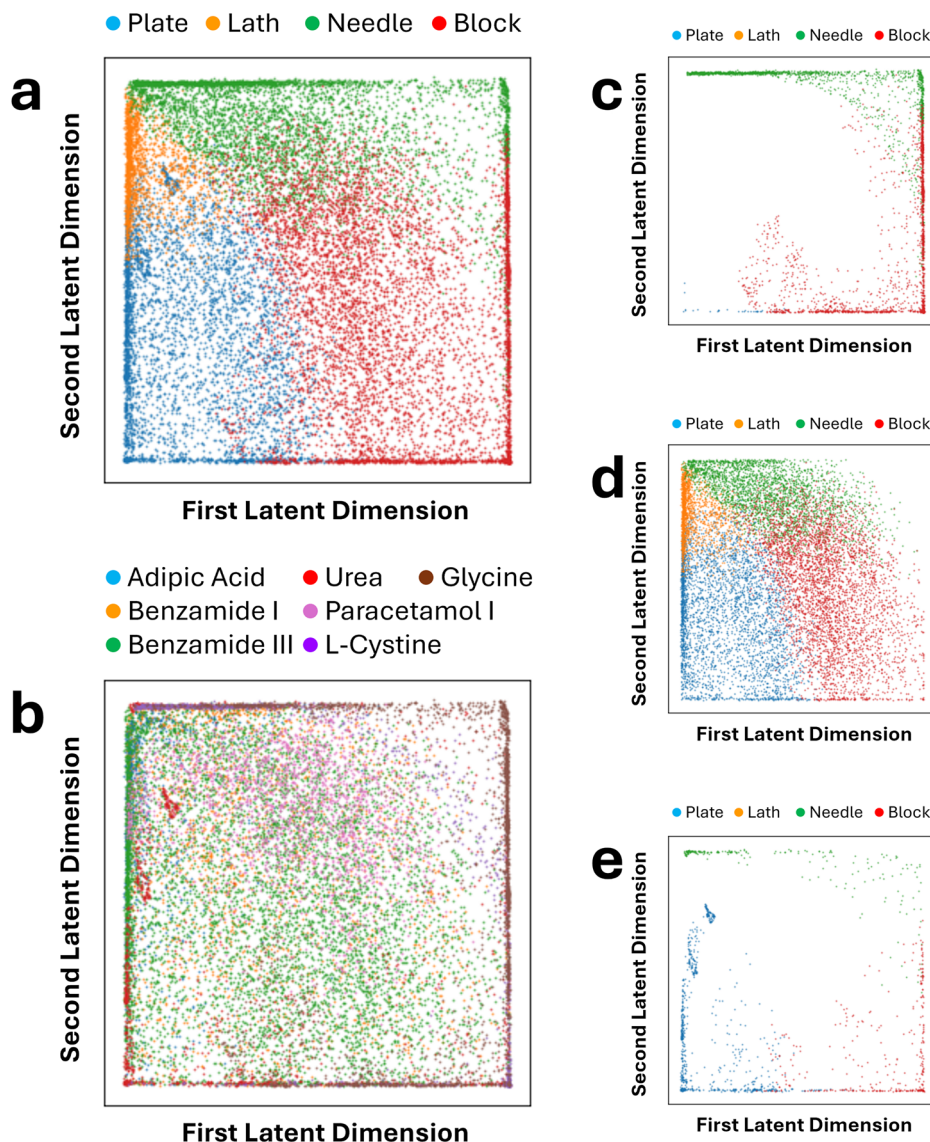 Plate Lath Needle Block
a
Second Latent Dimension
First Latent Dimension
Adipic Acid Urea Glycine
Benzamide I Paracetamol I
Benzamide III L-Cystine
b
Second Latent Dimension
First Latent Dimension
Plate Lath Needle Block
c
Second Latent Dimension
First Latent Dimension
Plate Lath Needle Block
d
Second Latent Dimension
First Latent Dimension
Plate Lath Needle Block
e
Second Latent Dimension
First Latent Dimension